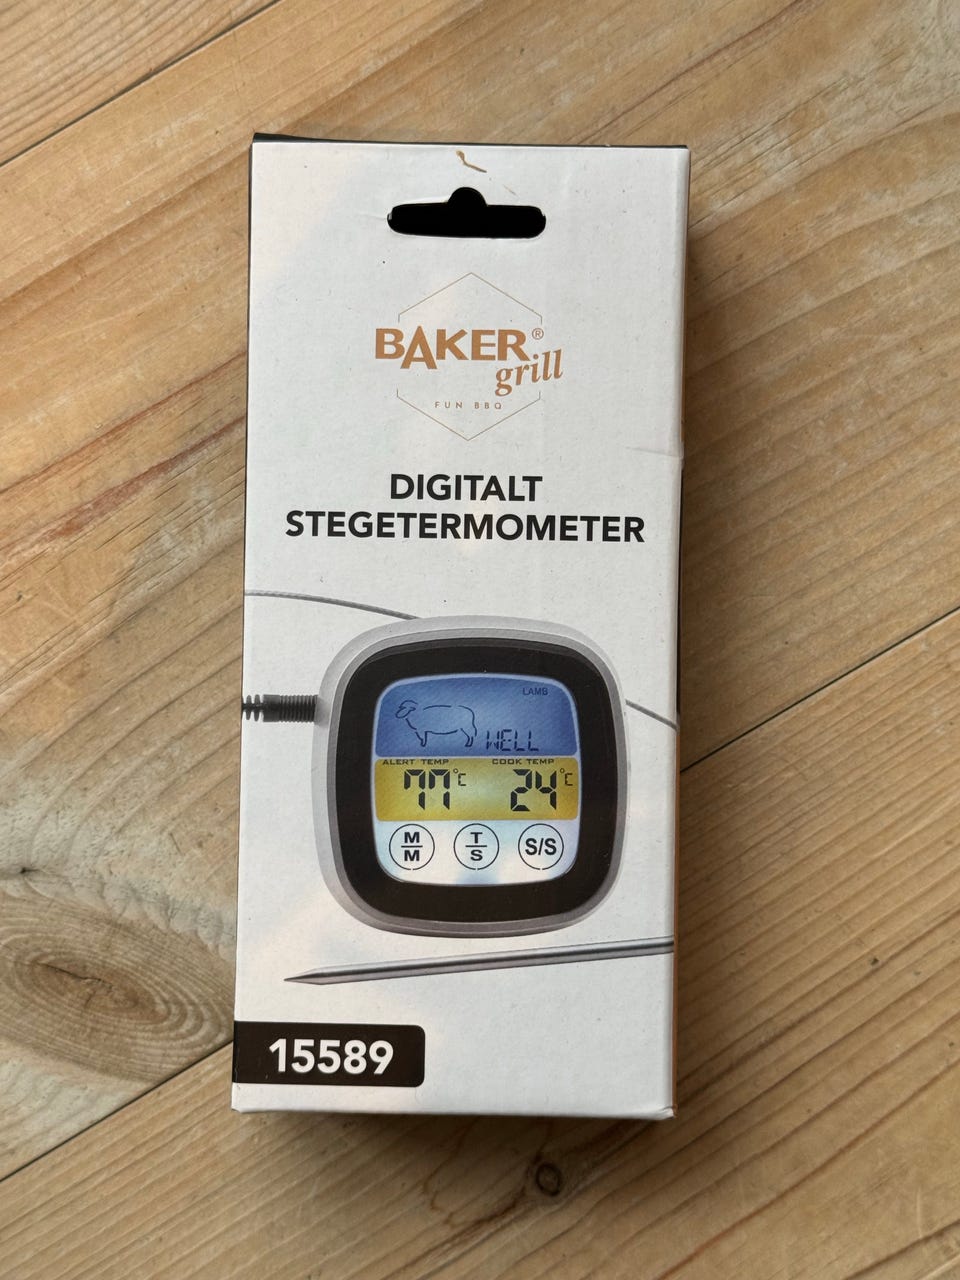 BAKER®
grill
FUN BBQ
DIGITALT
STEGETERMOMETER
LAMB
WELL
ALERT TEMP COOK TEMP
77°C 24°C
M/M T/S S/S
15589